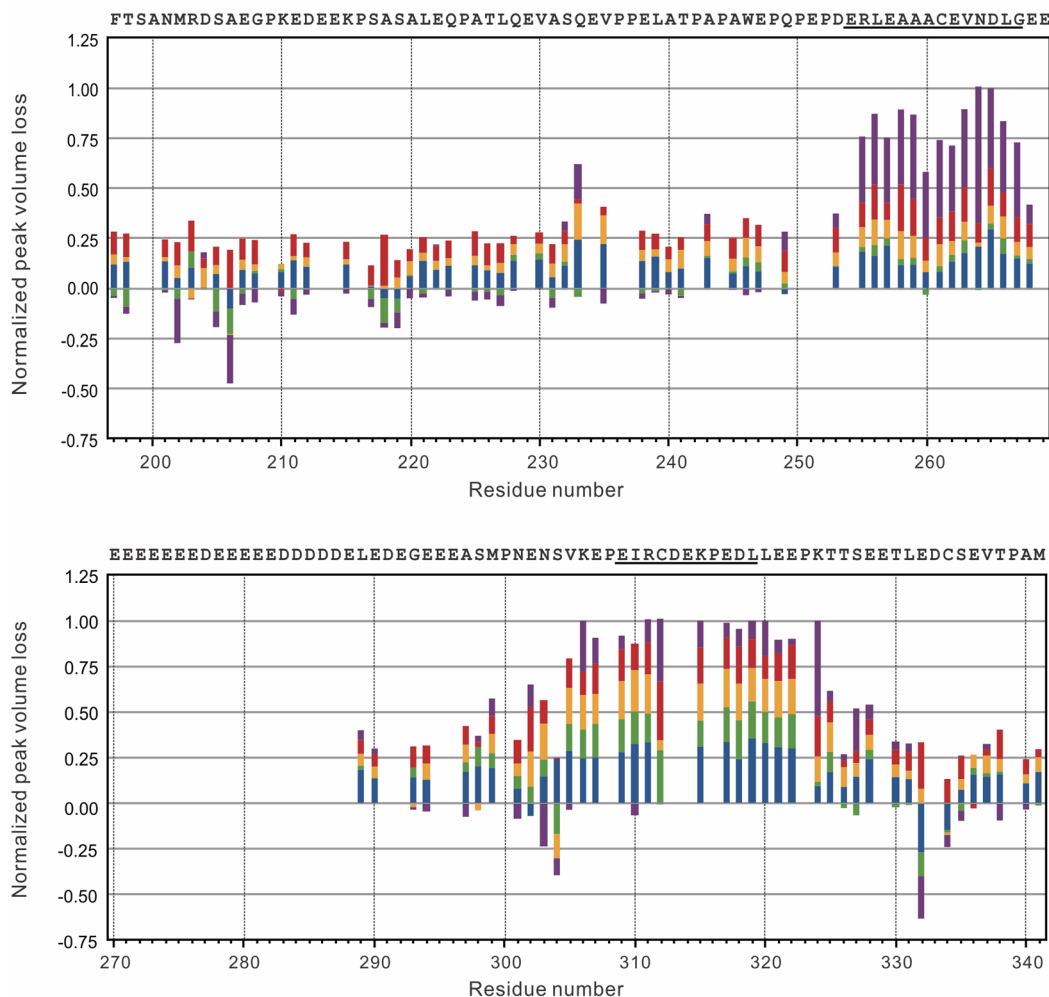 FTSANMRDSAEGPKEDEEKPSASALEQPATLQEVASQEVPPELATPAPAWEPQPEPDERLEAAACEVNDLGEE
1.25
1.00
0.75
0.50
0.25
0.00
-0.25
-0.50
-0.75
Normalized peak volume loss
200 210 220 230 240 250 260
Residue number
EEEEEEEDEEEEEDDDDDELEDEGEEEASMPNENSVKEPEIRCDEKPEDLLEEPKTTSEETLEDCSEVTPAM
1.25
1.00
0.75
0.50
0.25
0.00
-0.25
-0.50
-0.75
Normalized peak volume loss
270 280 290 300 310 320 330 340
Residue number